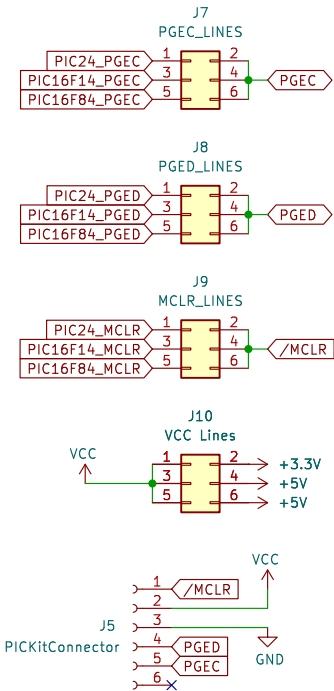 J7
PGEC_LINES
PIC24_PGEC 1 2
PIC16F14_PGEC 3 4 PGEC
PIC16F84_PGEC 5 6
J8
PGED_LINES
PIC24_PGED 1 2
PIC16F14_PGED 3 4 PGED
PIC16F84_PGED 5 6
J9
MCLR_LINES
PIC24_MCLR 1 2
PIC16F14_MCLR 3 4 /MCLR
PIC16F84_MCLR 5 6
J10
VCC Lines
VCC 1 2 +3.3V
3 4 +5V
5 6 +5V
VCC
1 /MCLR
2
J5 3
PICKitConnector 4 PGED
GND
5 PGEC
6